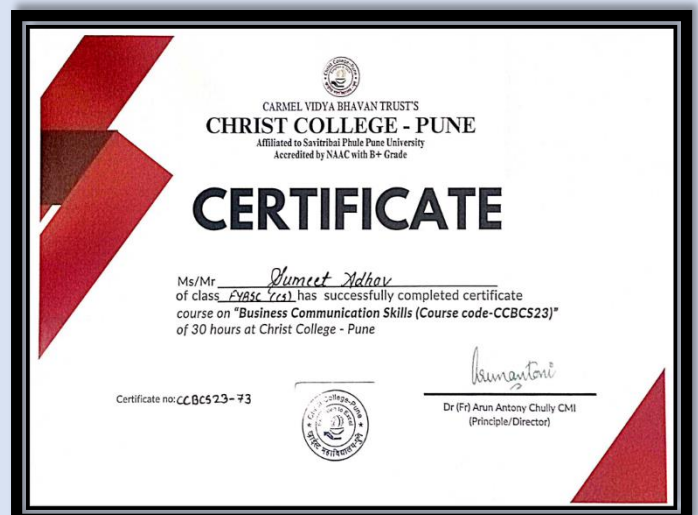 CARMEL VIDYA BHAVAN TRUST'S
CHRIST COLLEGE - PUNE
Affiliated to Savitribai Phule Pune University
Accredited by NAAC with B+ Grade
CERTIFICATE
Ms/Mr Sumeet Adhav
of class FYBSC (CS) has successfully completed certificate
course on "Business Communication Skills (Course code-CCBCS23)"
of 30 hours at Christ College - Pune
Certificate no: CCBCS23-73
Dr (Fr) Arun Antony Chully CMI
(Principle/Director)